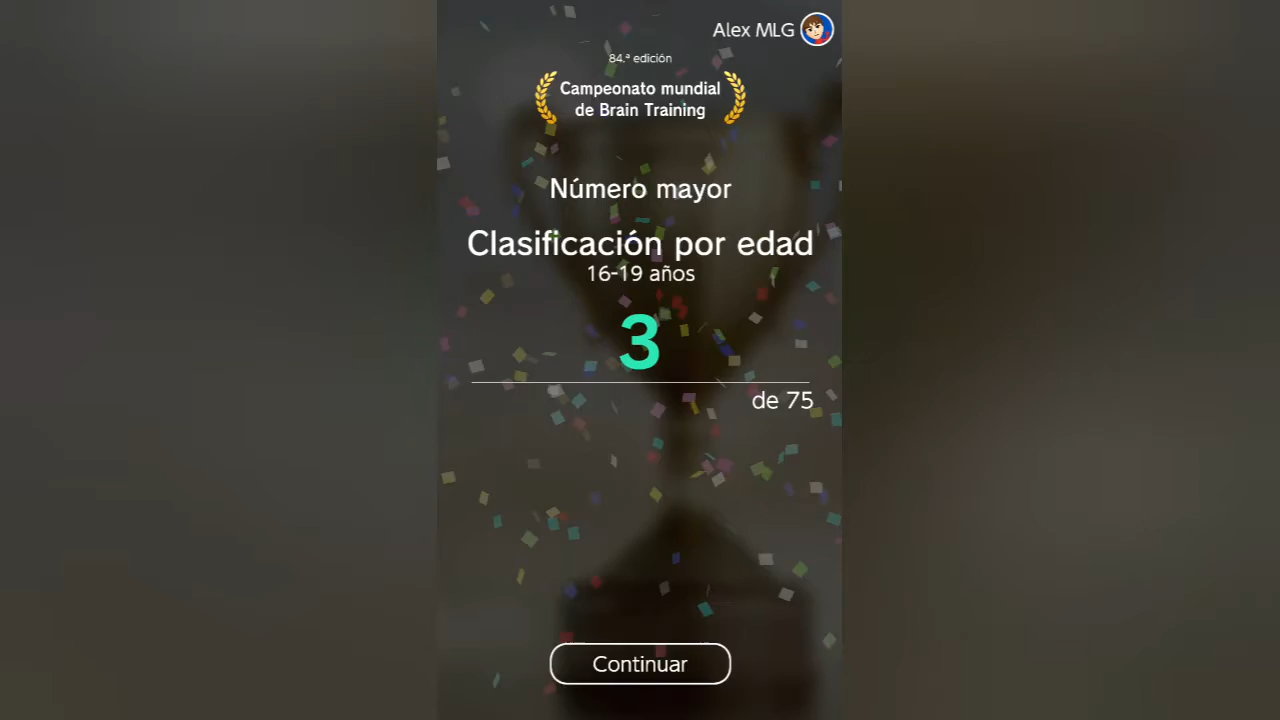 Alex MLG
84.ª edición
Campeonato mundial
de Brain Training
Número mayor
Clasificación por edad
16-19 años
3
de 75
Continuar